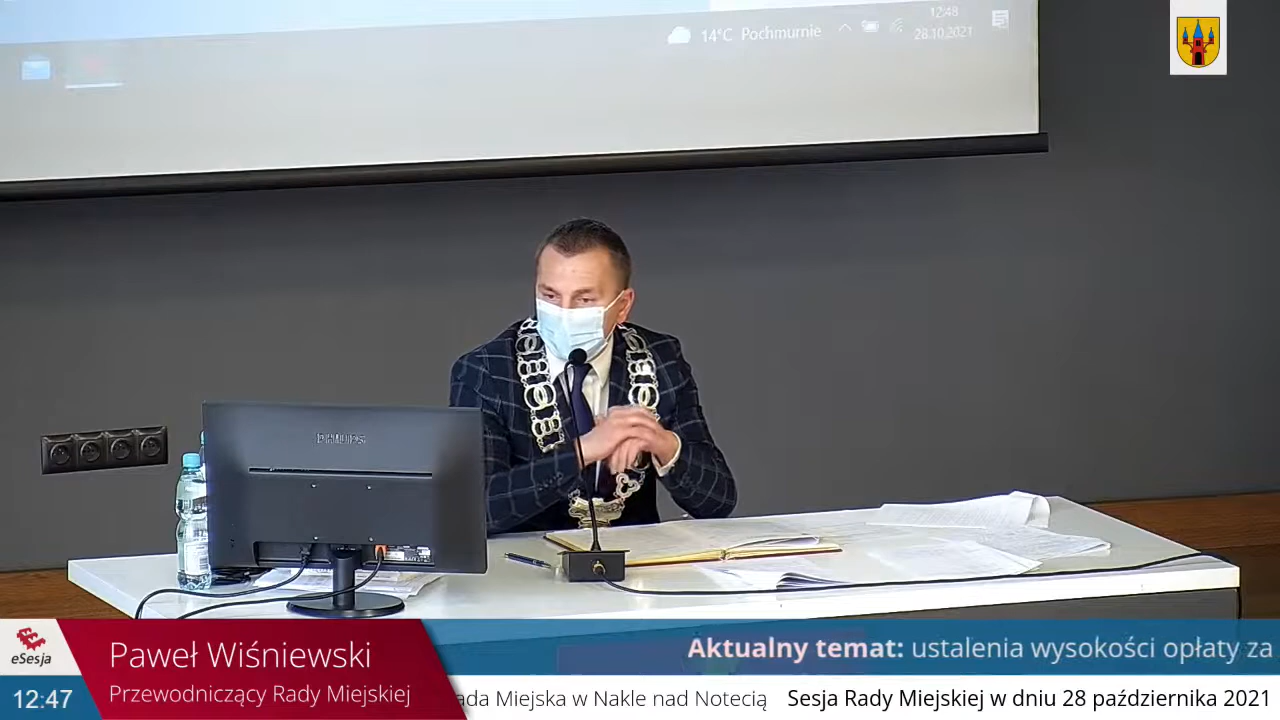 12:48
14°C Pochmurnie
28.10.2021
PHILIPS
eSesja
Paweł Wiśniewski
Przewodniczący Rady Miejskiej
Aktualny temat: ustalenia wysokości opłaty za
12:47
ada Miejska w Nakle nad Notecią Sesja Rady Miejskiej w dniu 28 października 2021